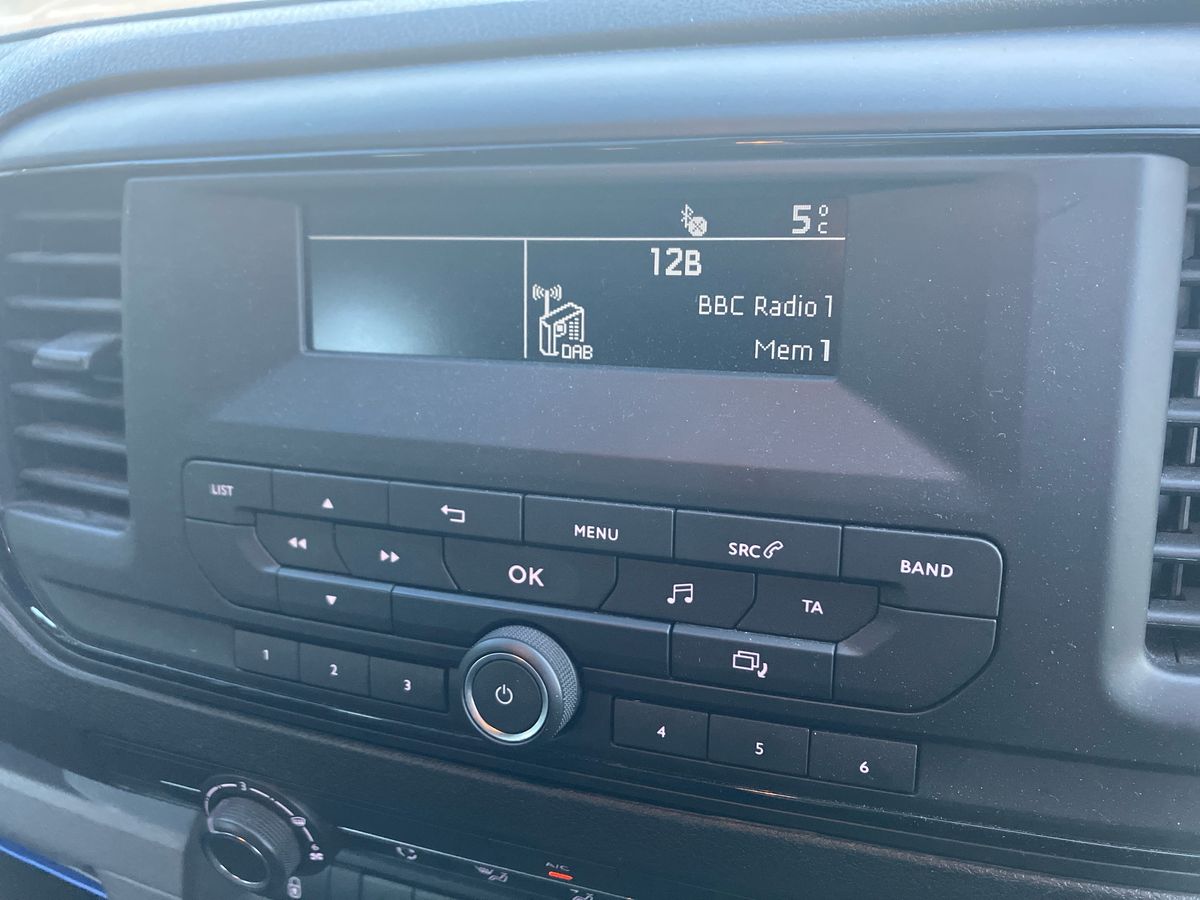 5°C
12B
BBC Radio 1
DAB
Mem 1
LIST
MENU
SRC
BAND
OK
TA
1
2
3
4
5
6
3
A/C